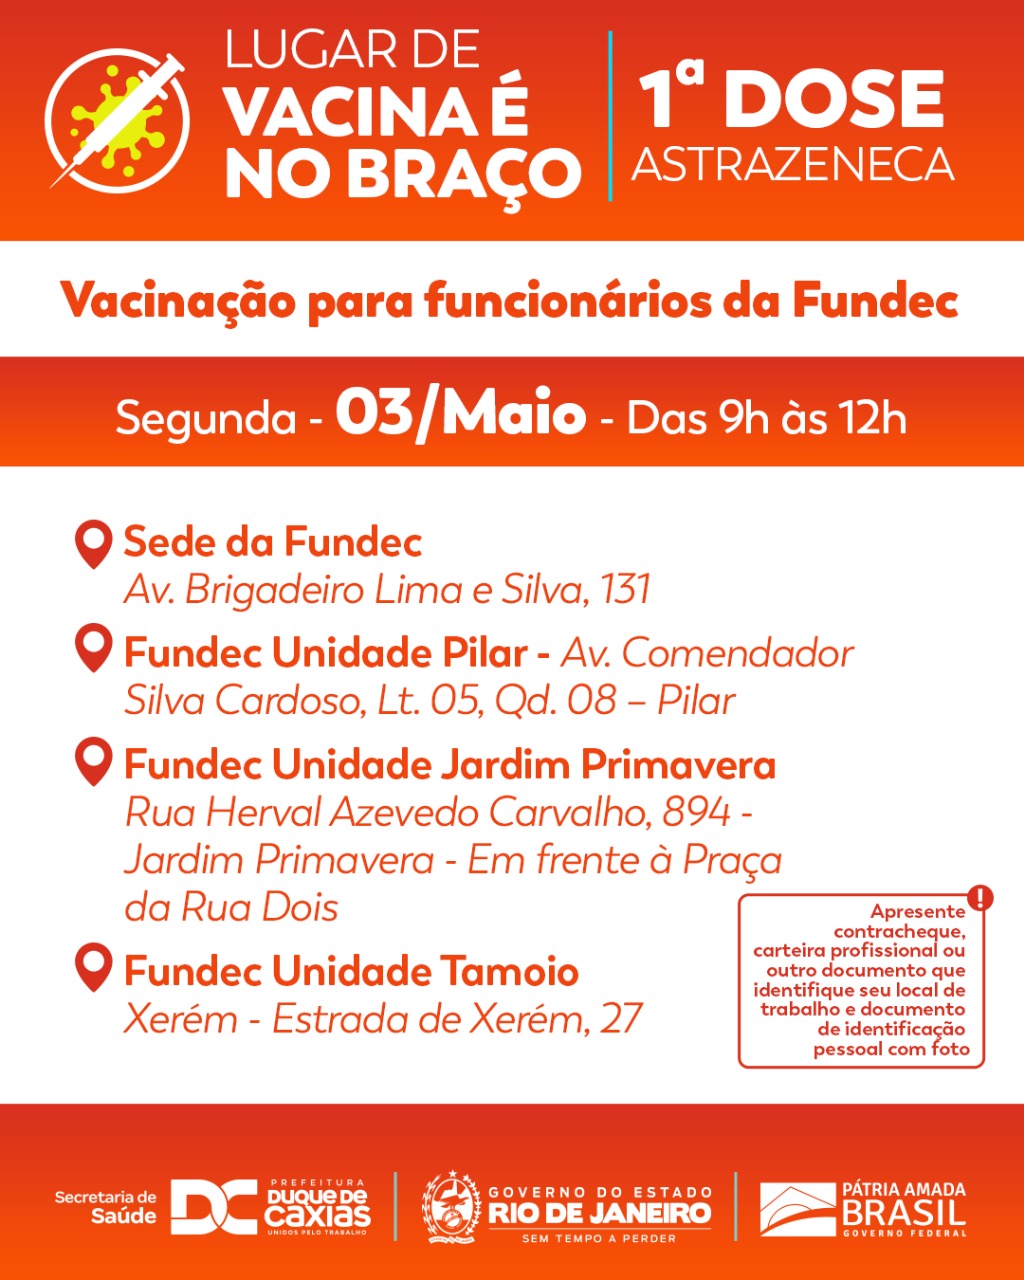 LUGAR DE
VACINA É
NO BRAÇO
1ª DOSE
ASTRAZENECA
Vacinação para funcionários da Fundec
Segunda - 03/Maio - Das 9h às 12h
Sede da Fundec
Av. Brigadeiro Lima e Silva, 131
Fundec Unidade Pilar - Av. Comendador
Silva Cardoso, Lt. 05, Qd. 08 – Pilar
Fundec Unidade Jardim Primavera
Rua Herval Azevedo Carvalho, 894 -
Jardim Primavera - Em frente à Praça
da Rua Dois
Fundec Unidade Tamoio
Xerém - Estrada de Xerém, 27
!
Apresente
contracheque,
carteira profissional ou
outro documento que
identifique seu local de
trabalho e documento
de identificação
pessoal com foto
Secretaria de
Saúde
DC
PREFEITURA
DUQUE DE
CAXIAS
UNIDOS PELO TRABALHO
GOVERNO DO ESTADO
RIO DE JANEIRO
SEM TEMPO A PERDER
PÁTRIA AMADA
BRASIL
GOVERNO FEDERAL